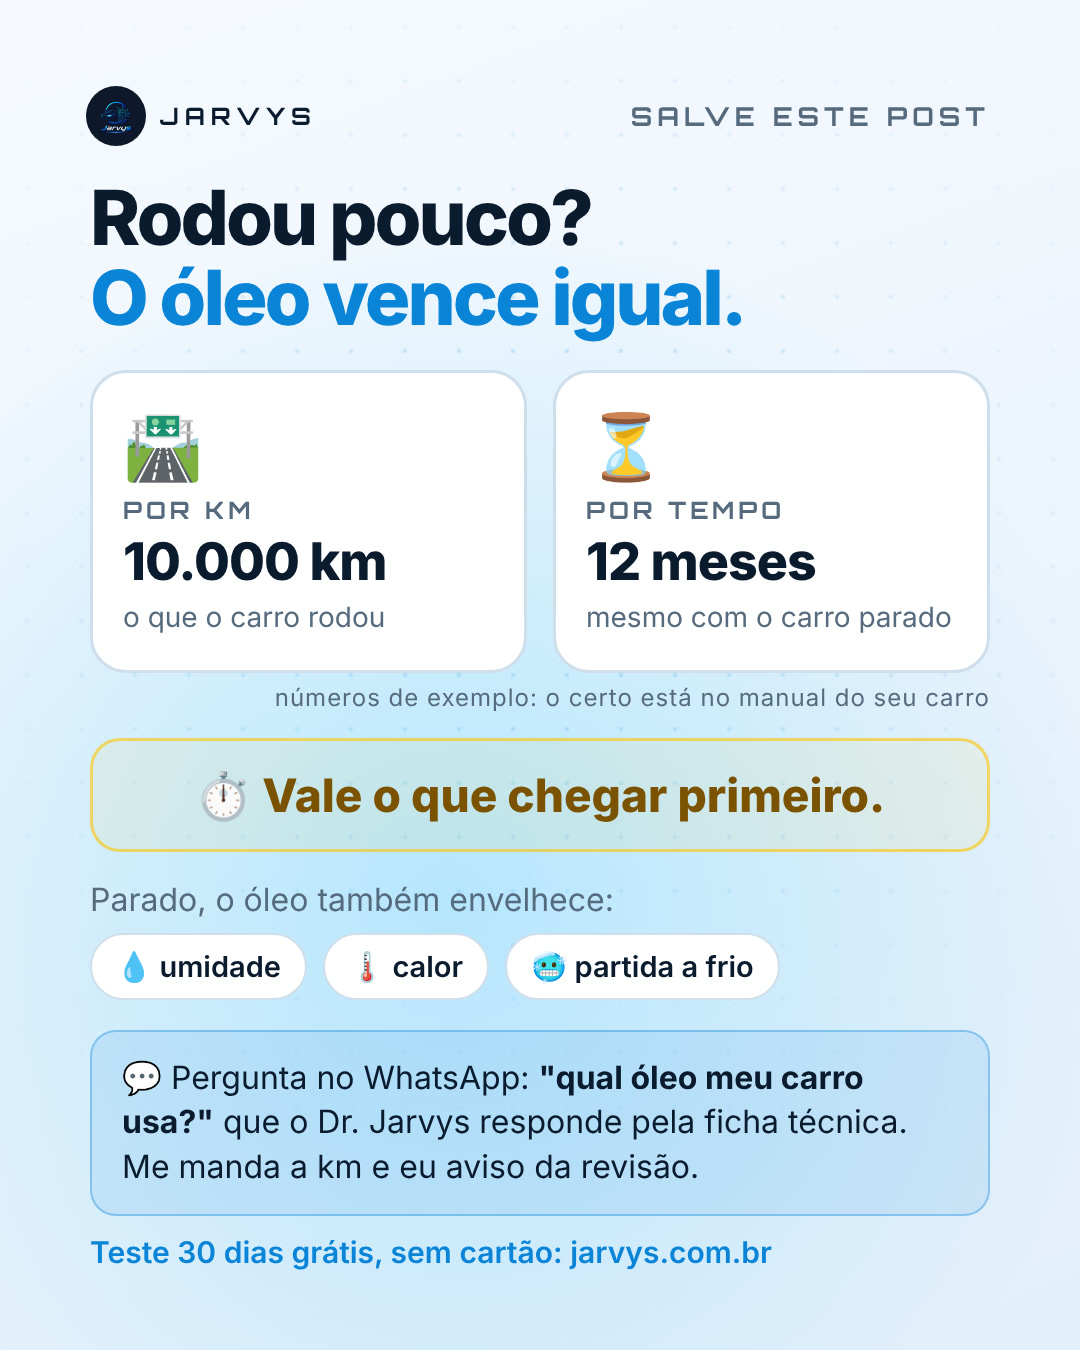 Jarvys
JARVYS
SALVE ESTE POST
Rodou pouco?
O óleo vence igual.
POR KM
10.000 km
o que o carro rodou
POR TEMPO
12 meses
mesmo com o carro parado
números de exemplo: o certo está no manual do seu carro
Vale o que chegar primeiro.
Parado, o óleo também envelhece:
umidade
calor
partida a frio
Pergunta no WhatsApp: "qual óleo meu carro
usa?" que o Dr. Jarvys responde pela ficha técnica.
Me manda a km e eu aviso da revisão.
Teste 30 dias grátis, sem cartão: jarvys.com.br